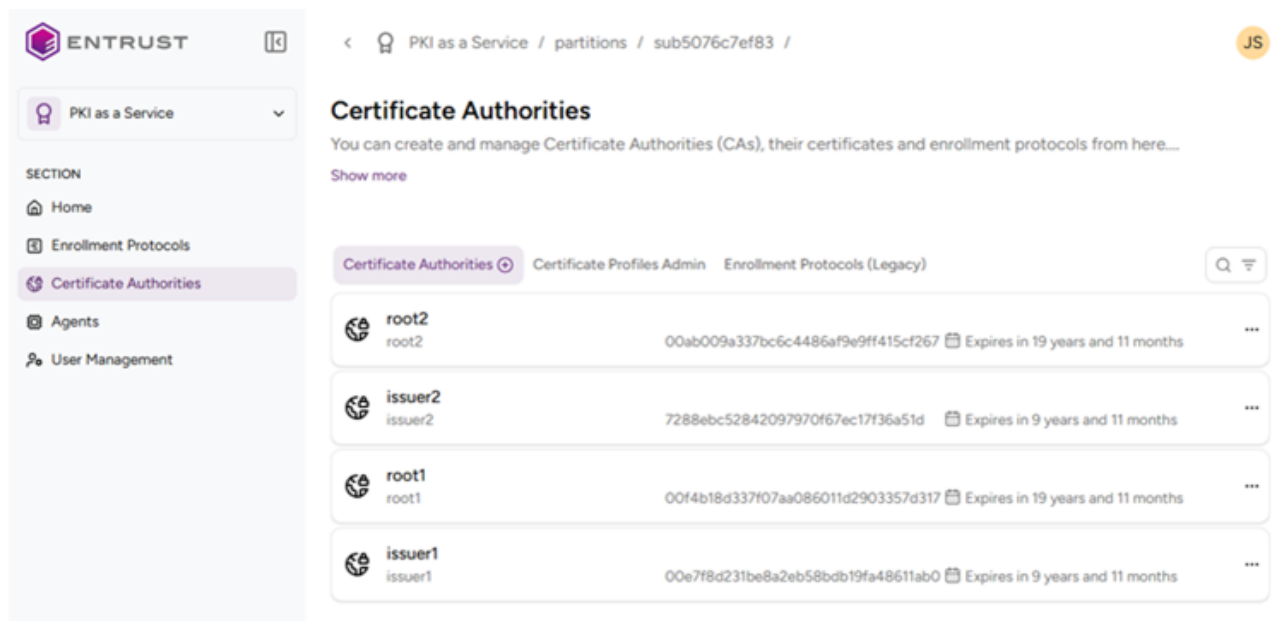 ENTRUST
PKI as a Service / partitions / sub5076c7ef83 /
JS
PKI as a Service
SECTION
Home
Enrollment Protocols
Certificate Authorities
Agents
User Management
Certificate Authorities
You can create and manage Certificate Authorities (CAs), their certificates and enrollment protocols from here....
Show more
Certificate Authorities Certificate Profiles Admin Enrollment Protocols (Legacy)
root2
root2 00ab009a337bc6c4486af9e9ff415cf267 Expires in 19 years and 11 months
issuer2
issuer2 7288ebc52842097970f67ec17f36a51d Expires in 9 years and 11 months
root1
root1 00f4b18d337f07aa086011d2903357d317 Expires in 19 years and 11 months
issuer1
issuer1 00e7f8d231be8a2eb58bdb19fa48611ab0 Expires in 9 years and 11 months